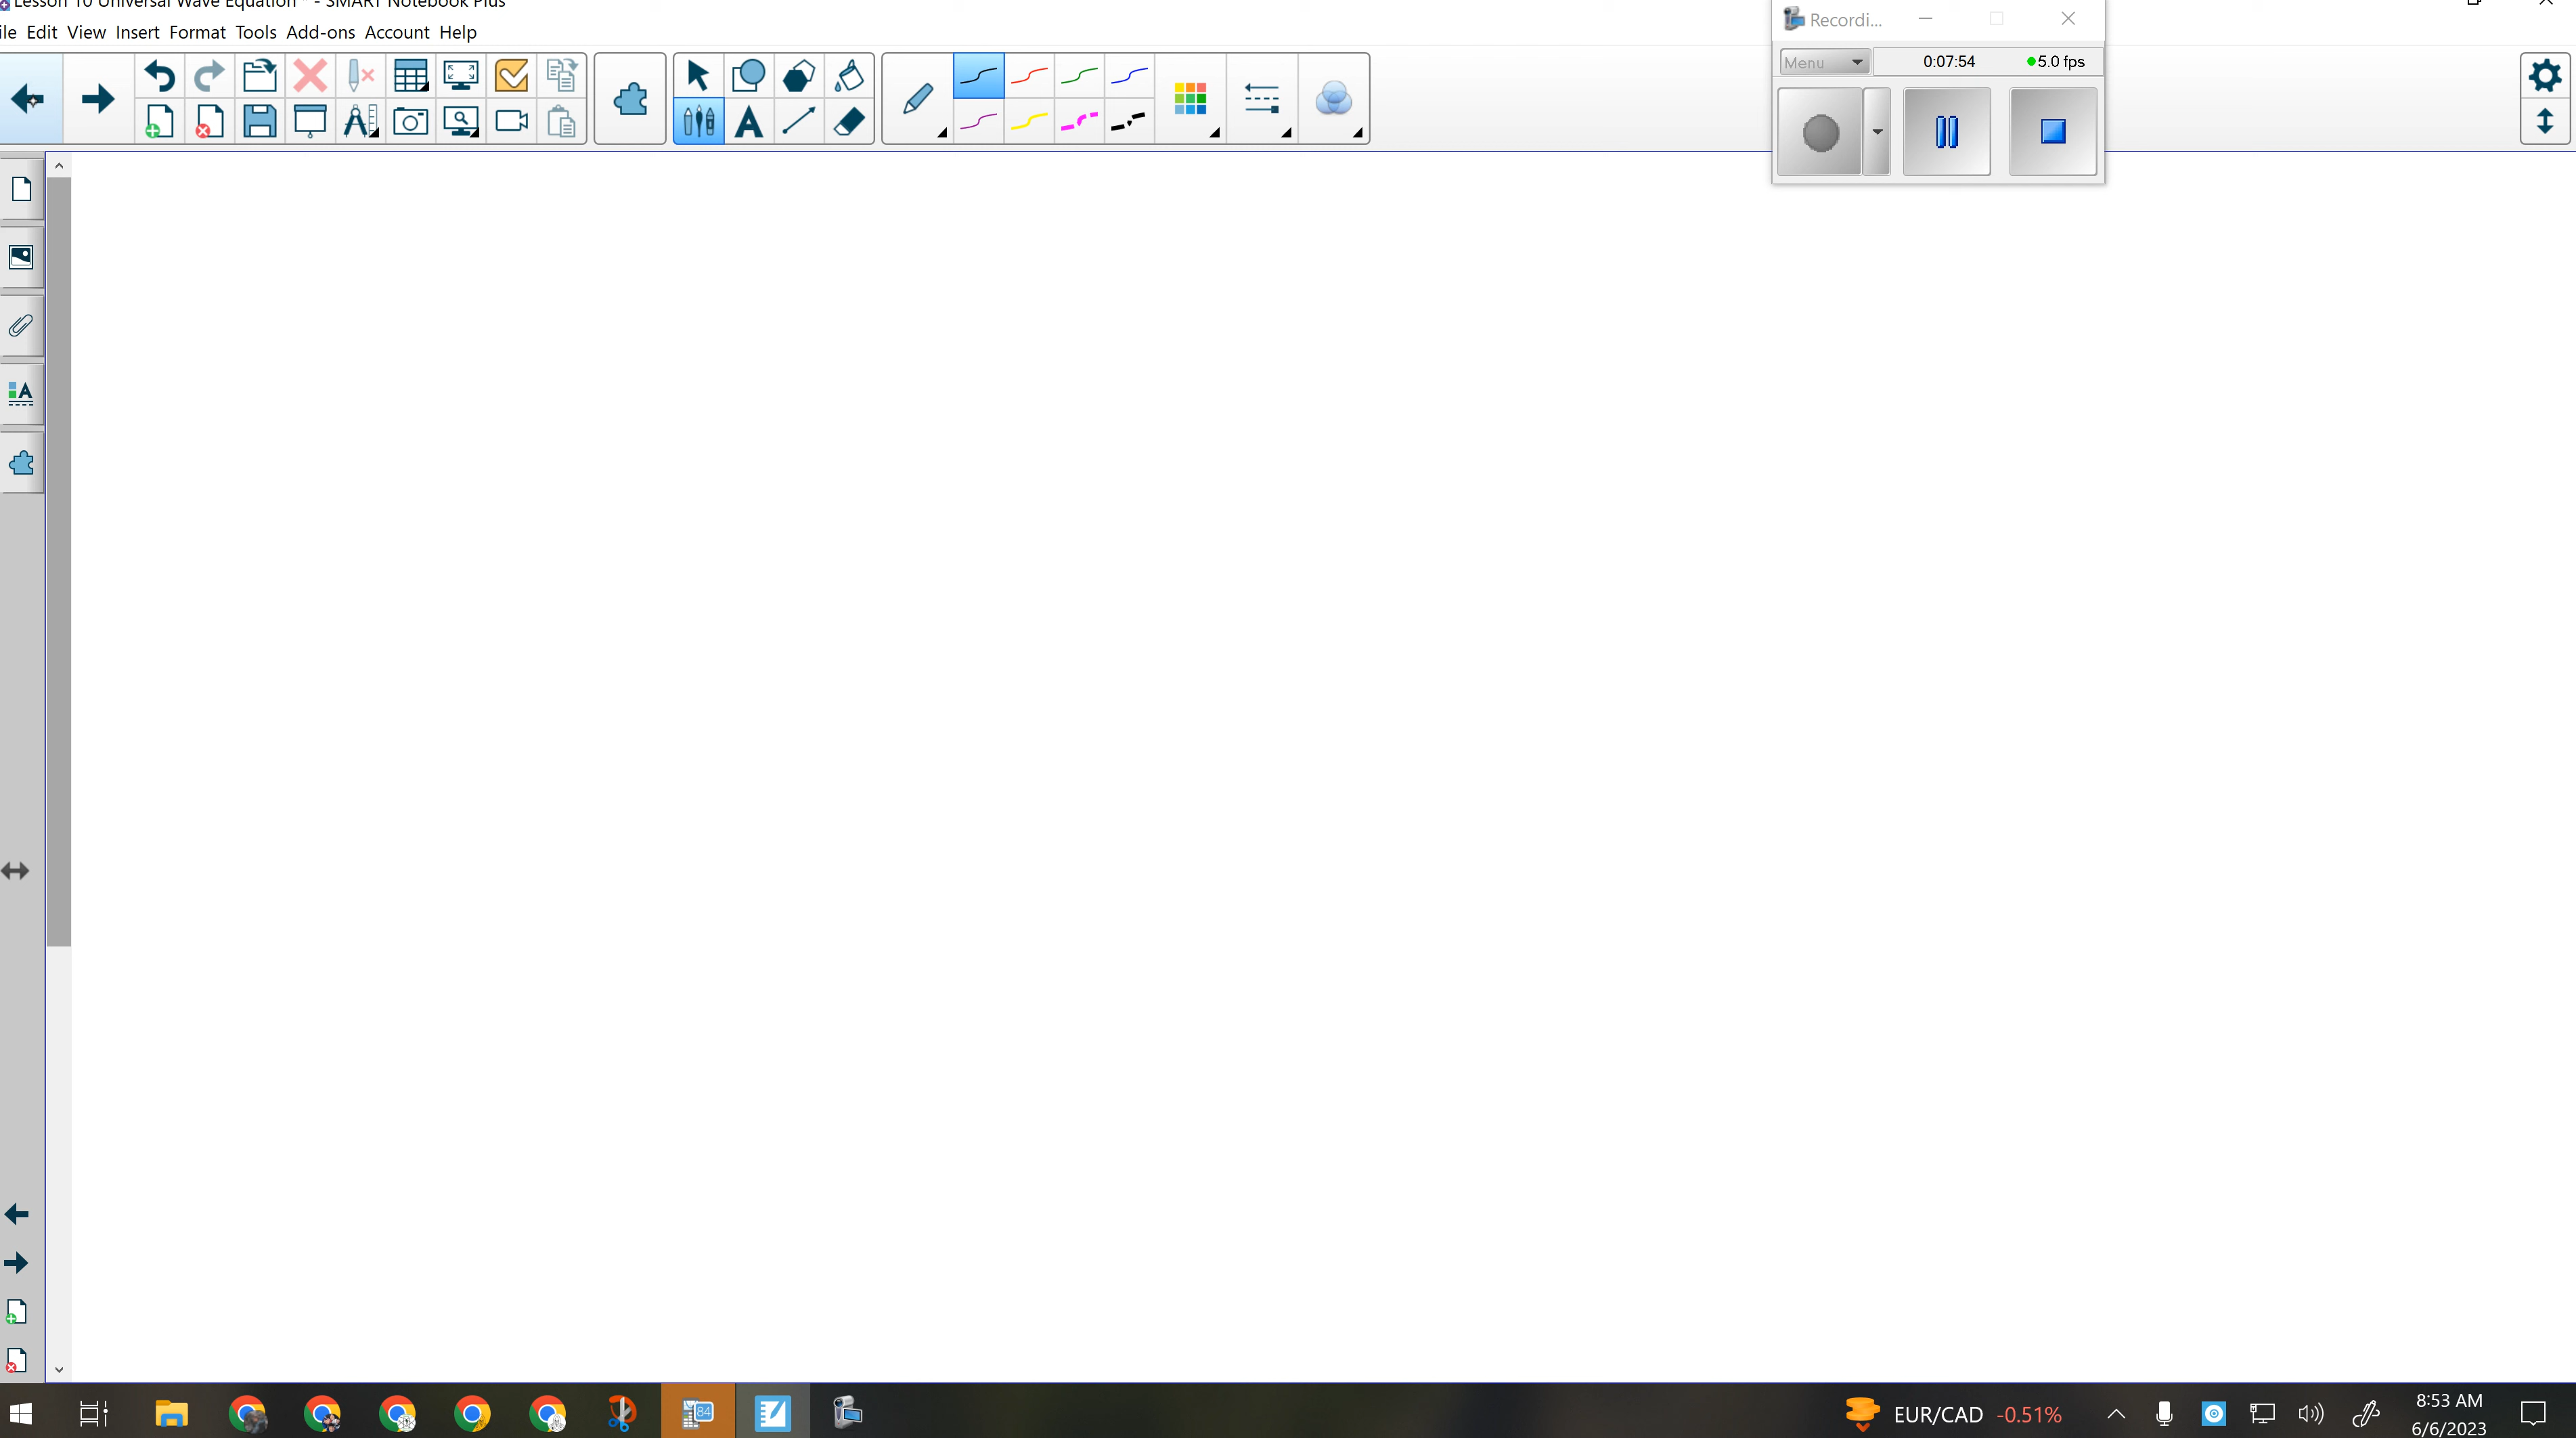 Lesson 10 Universal Wave Equation * - SMART Notebook Plus
Recordi...
ile Edit View Insert Format Tools Add-ons Account Help
Menu 0:07:54 5.0 fps
A
A
84
EUR/CAD -0.51%
8:53 AM
6/6/2023